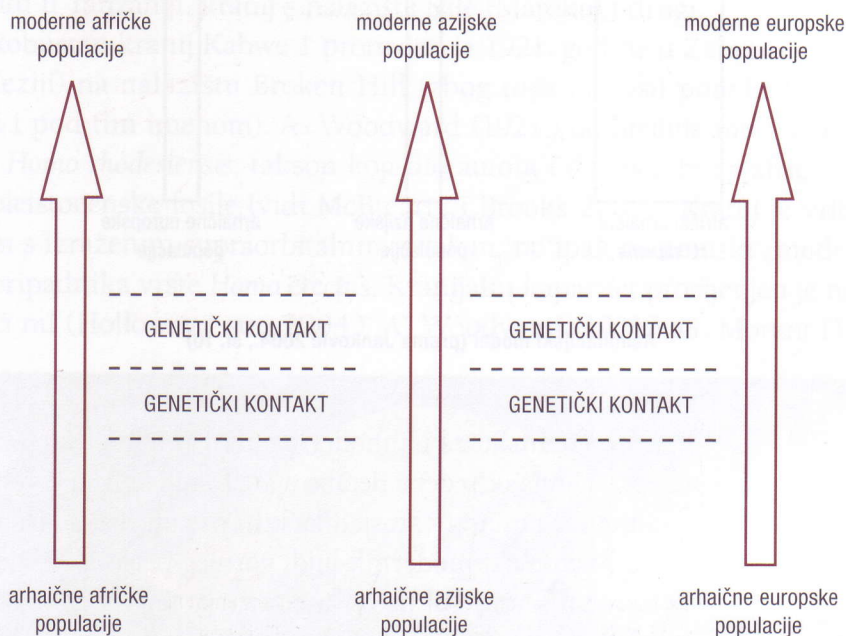 moderne afričke
populacije
moderne azijske
populacije
moderne europske
populacije
GENETIČKI KONTAKT
GENETIČKI KONTAKT
GENETIČKI KONTAKT
GENETIČKI KONTAKT
arhaične afričke
populacije
arhaične azijske
populacije
arhaične europske
populacije